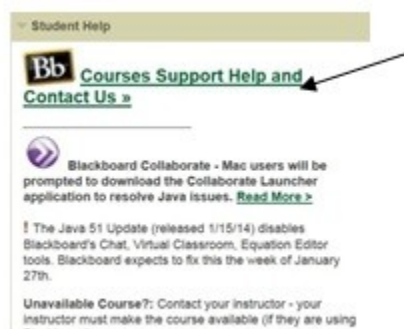 Student Help
Bb Courses Support Help and
Contact Us »
Blackboard Collaborate - Mac users will be
prompted to download the Collaborate Launcher
application to resolve Java issues. Read More >
! The Java 51 Update (released 1/15/14) disables
Blackboard's Chat, Virtual Classroom, Equation Editor
tools. Blackboard expects to fix this the week of January
27th.
Unavailable Course?: Contact your instructor - your
instructor must make the course available (if they are using